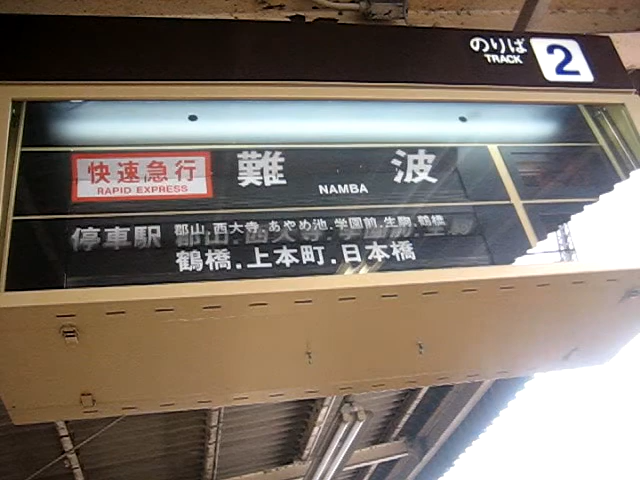 のりば 2
TRACK
快速急行 難波
RAPID EXPRESS NAMBA
停車駅 郡山.西大寺.あやめ池.学園前.生駒.鶴橋
鶴橋.上本町.日本橋